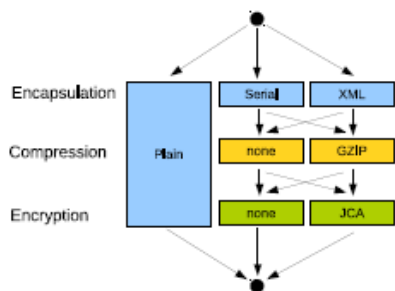 Encapsulation Serial XML
Compression Plain none GZIP
Encryption none JCA